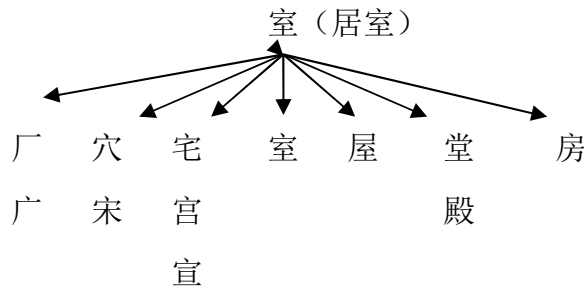 室（居室）
厂 穴 宅 室 屋 堂 房
广 宋 宫 殿
宣